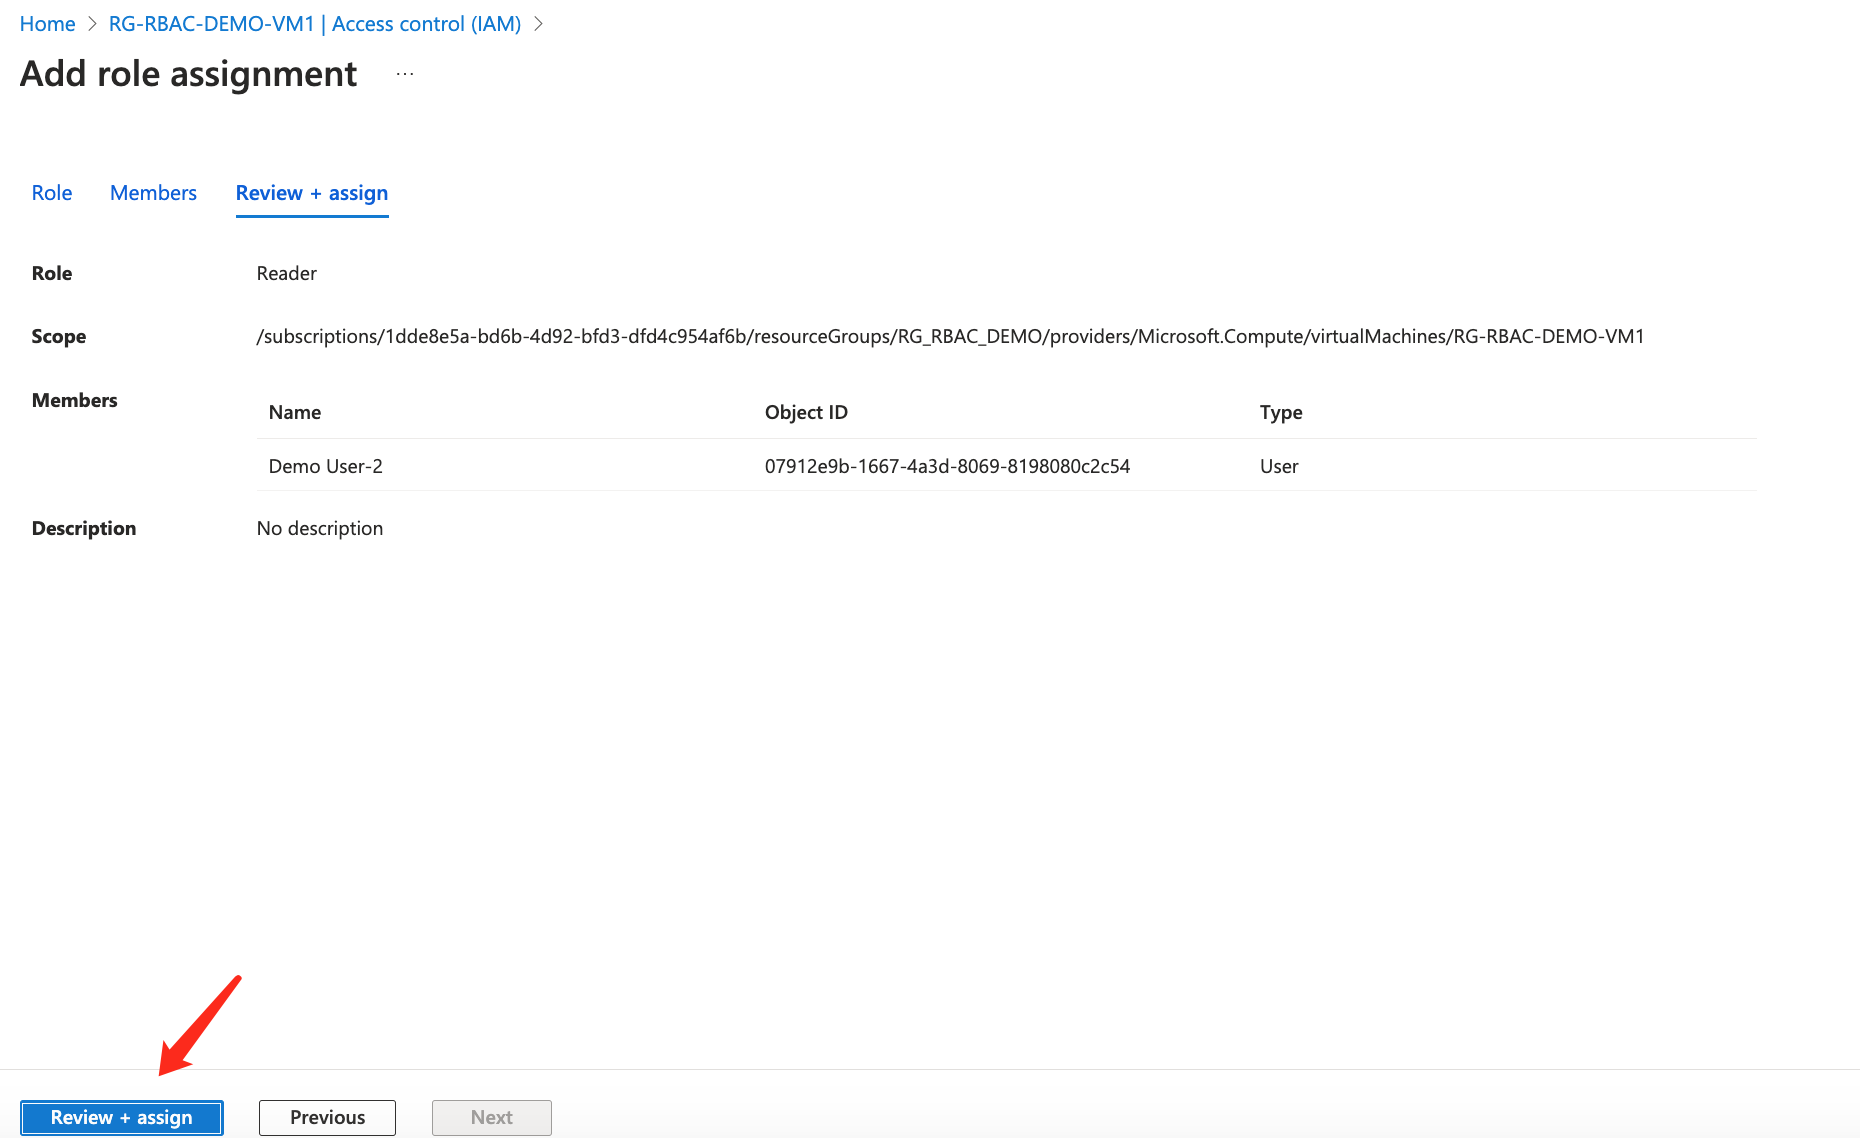 Home > RG-RBAC-DEMO-VM1 | Access control (IAM) >
Add role assignment ...
Role Members Review + assign
Role Reader
Scope /subscriptions/1dde8e5a-bd6b-4d92-bfd3-dfd4c954af6b/resourceGroups/RG_RBAC_DEMO/providers/Microsoft.Compute/virtualMachines/RG-RBAC-DEMO-VM1
Members Name Object ID Type
Demo User-2 07912e9b-1667-4a3d-8069-8198080c2c54 User
Description No description
Review + assign Previous Next